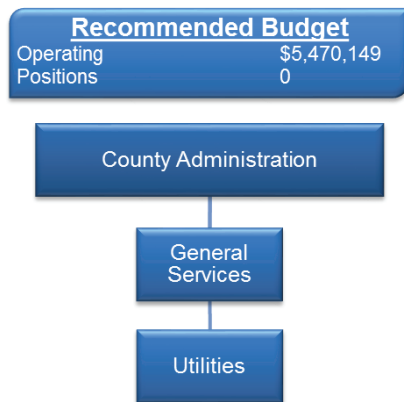 Recommended Budget
Operating $5,470,149
Positions 0
County Administration
General
Services
Utilities